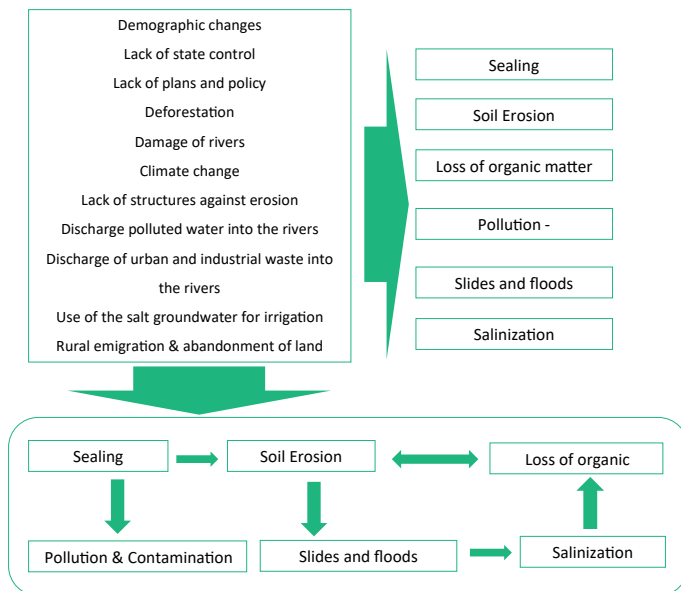 Demographic changes
Lack of state control
Lack of plans and policy
Deforestation
Damage of rivers
Climate change
Lack of structures against erosion
Discharge polluted water into the rivers
Discharge of urban and industrial waste into
the rivers
Use of the salt groundwater for irrigation
Rural emigration & abandonment of land
Sealing
Soil Erosion
Loss of organic matter
Pollution -
Slides and floods
Salinization
Sealing
Soil Erosion
Loss of organic
Pollution & Contamination
Slides and floods
Salinization